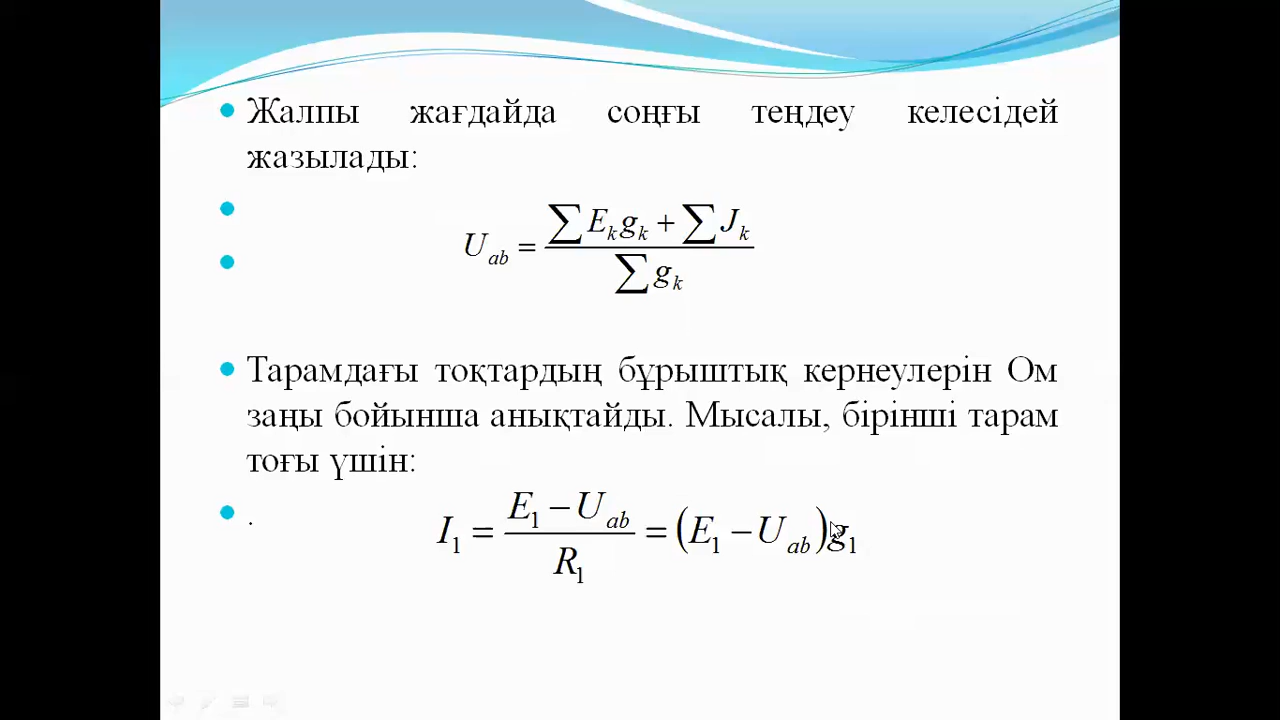 Жалпы жағдайда соңғы теңдеу келесідей
жазылады:
U_ab = (∑E_k g_k + ∑J_k) / ∑g_k
Тарамдағы тоқтардың бұрыштық кернеулерін Ом
заңы бойынша анықтайды. Мысалы, бірінші тарам
тоғы үшін:
.
I_1 = (E_1 − U_ab) / R_1 = (E_1 − U_ab)g_1